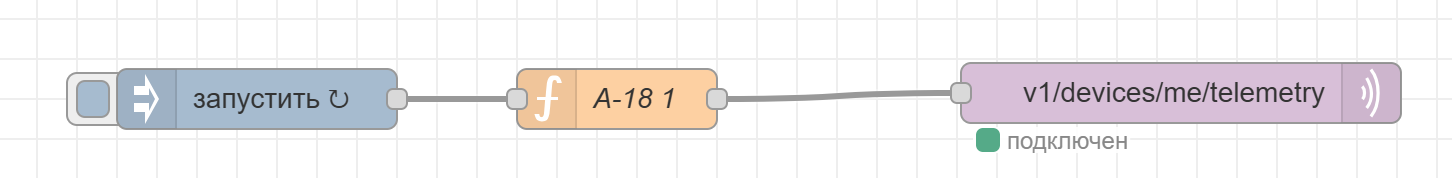 запустить ↻
A-18 1
v1/devices/me/telemetry
подключен